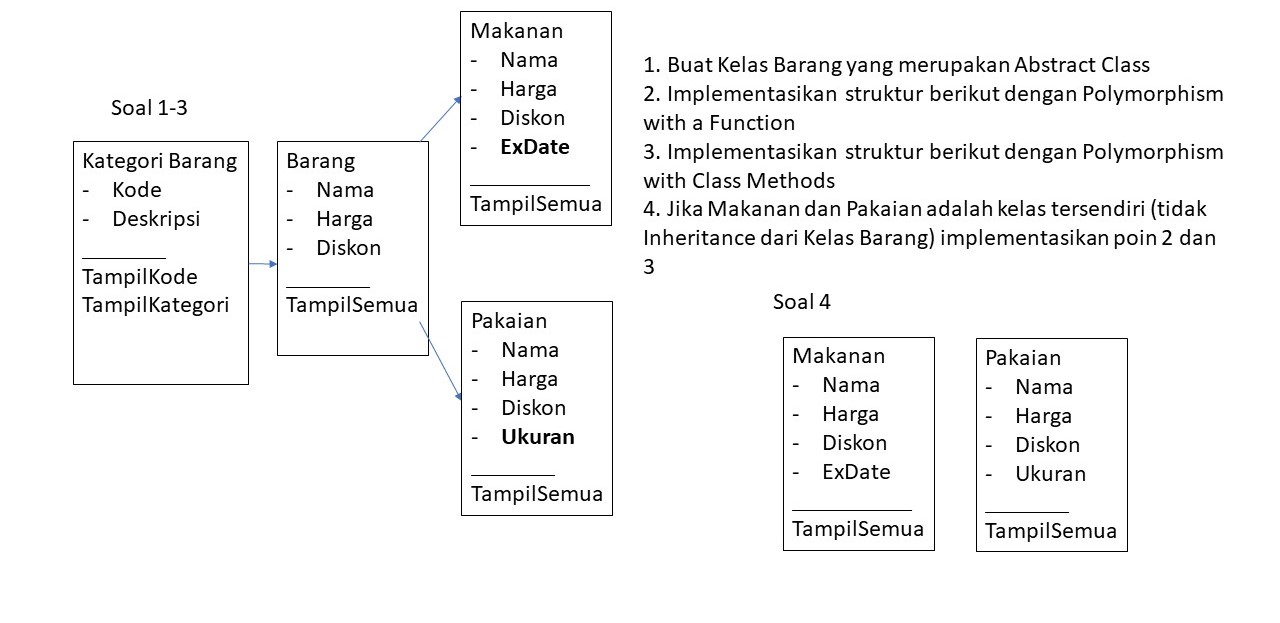 Soal 1-3
Kategori Barang
- Kode
- Deskripsi
TampilKode
TampilKategori
Barang
- Nama
- Harga
- Diskon
TampilSemua
Makanan
- Nama
- Harga
- Diskon
- ExDate
TampilSemua
Pakaian
- Nama
- Harga
- Diskon
- Ukuran
TampilSemua
1. Buat Kelas Barang yang merupakan Abstract Class
2. Implementasikan struktur berikut dengan Polymorphism
with a Function
3. Implementasikan struktur berikut dengan Polymorphism
with Class Methods
4. Jika Makanan dan Pakaian adalah kelas tersendiri (tidak
Inheritance dari Kelas Barang) implementasikan poin 2 dan
3
Soal 4
Makanan
- Nama
- Harga
- Diskon
- ExDate
TampilSemua
Pakaian
- Nama
- Harga
- Diskon
- Ukuran
TampilSemua